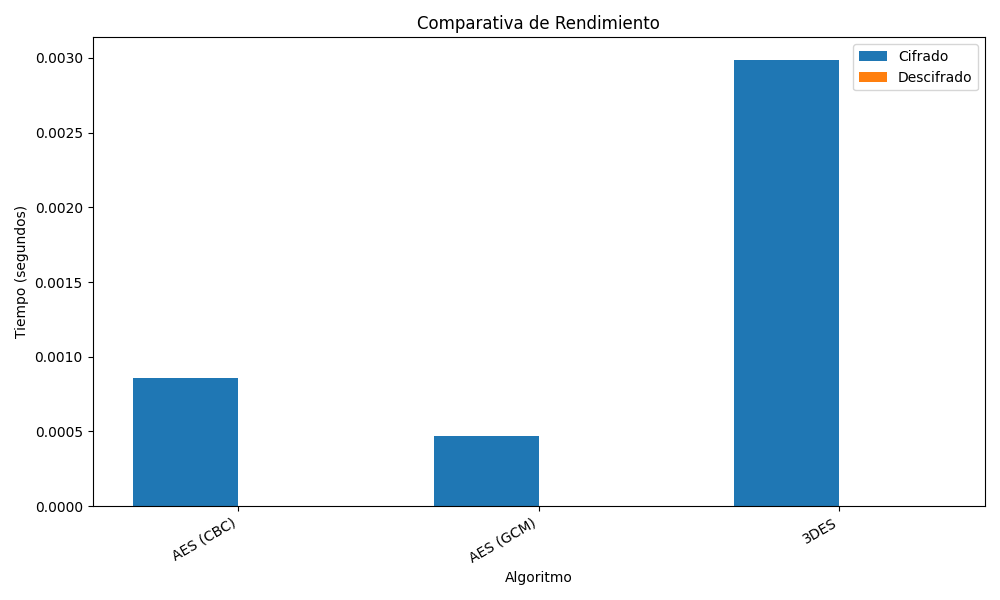 Comparativa de Rendimiento
Cifrado
Descifrado
Tiempo (segundos)
0.0030
0.0025
0.0020
0.0015
0.0010
0.0005
0.0000
AES (CBC)
AES (GCM)
3DES
Algoritmo